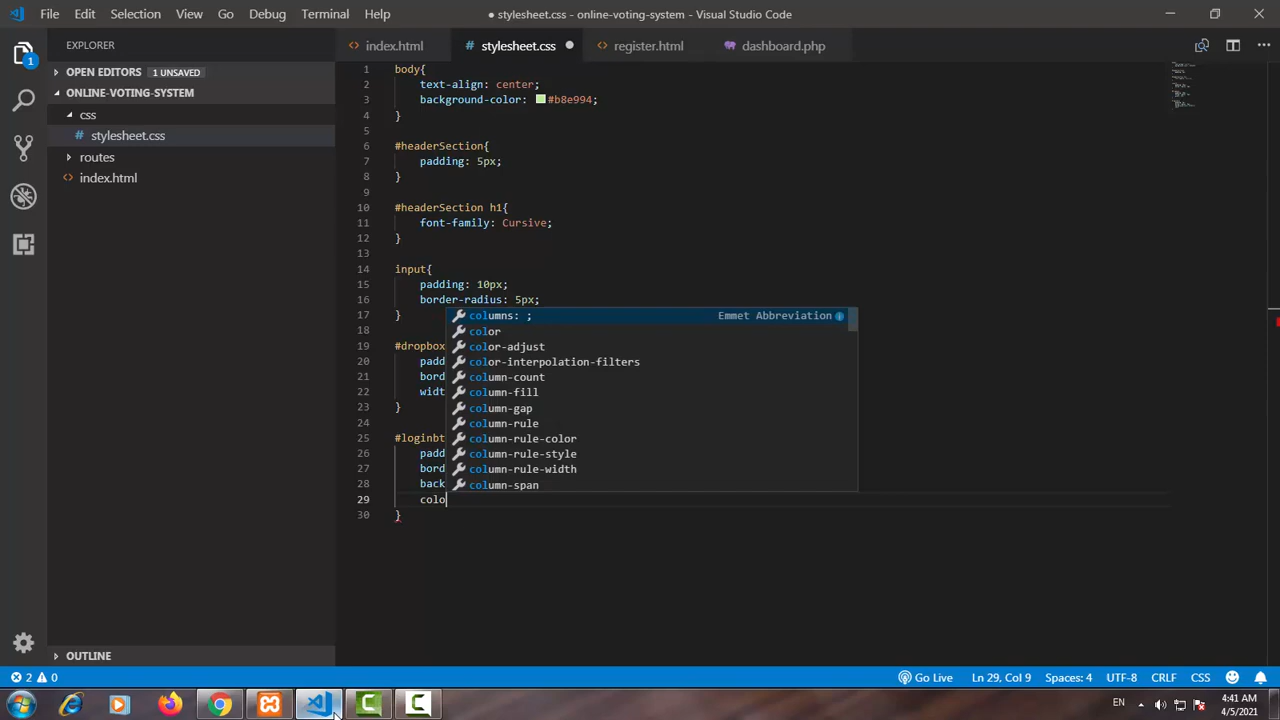 File Edit Selection View Go Debug Terminal Help
● stylesheet.css - online-voting-system - Visual Studio Code
EXPLORER
index.html
# stylesheet.css
register.html
dashboard.php
OPEN EDITORS 1 UNSAVED
ONLINE-VOTING-SYSTEM
css
# stylesheet.css
routes
index.html
1 body{
2 text-align: center;
3 background-color: #b8e994;
4 }
5
6 #headerSection{
7 padding: 5px;
8 }
9
10 #headerSection h1{
11 font-family: Cursive;
12 }
13
14 input{
15 padding: 10px;
16 border-radius: 5px;
17 }
18
19 #dropbox
20 padd
21 bord
22 widt
23 }
24
25 #loginbt
26 padd
27 bord
28 back
29 colo
30 }
columns: ; Emmet Abbreviation
color
color-adjust
color-interpolation-filters
column-count
column-fill
column-gap
column-rule
column-rule-color
column-rule-style
column-rule-width
column-span
OUTLINE
2 0
Go Live Ln 29, Col 9 Spaces: 4 UTF-8 CRLF CSS
EN
4:41 AM
4/5/2021